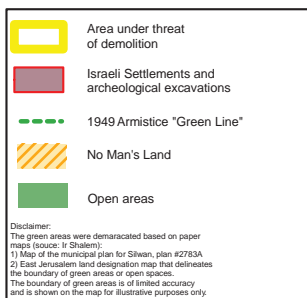 Area under threat
of demolition
Israeli Settlements and
archeological excavations
1949 Armistice "Green Line"
No Man's Land
Open areas
Disclaimer:
The green areas were demaracated based on paper
maps (souce: Ir Shalem):
1) Map of the municipal plan for Silwan, plan #2783A
2) East Jerusalem land designation map that delineates
the boundary of green areas or open spaces.
The boundary of green areas is of limited accuracy
and is shown on the map for illustrative purposes only.